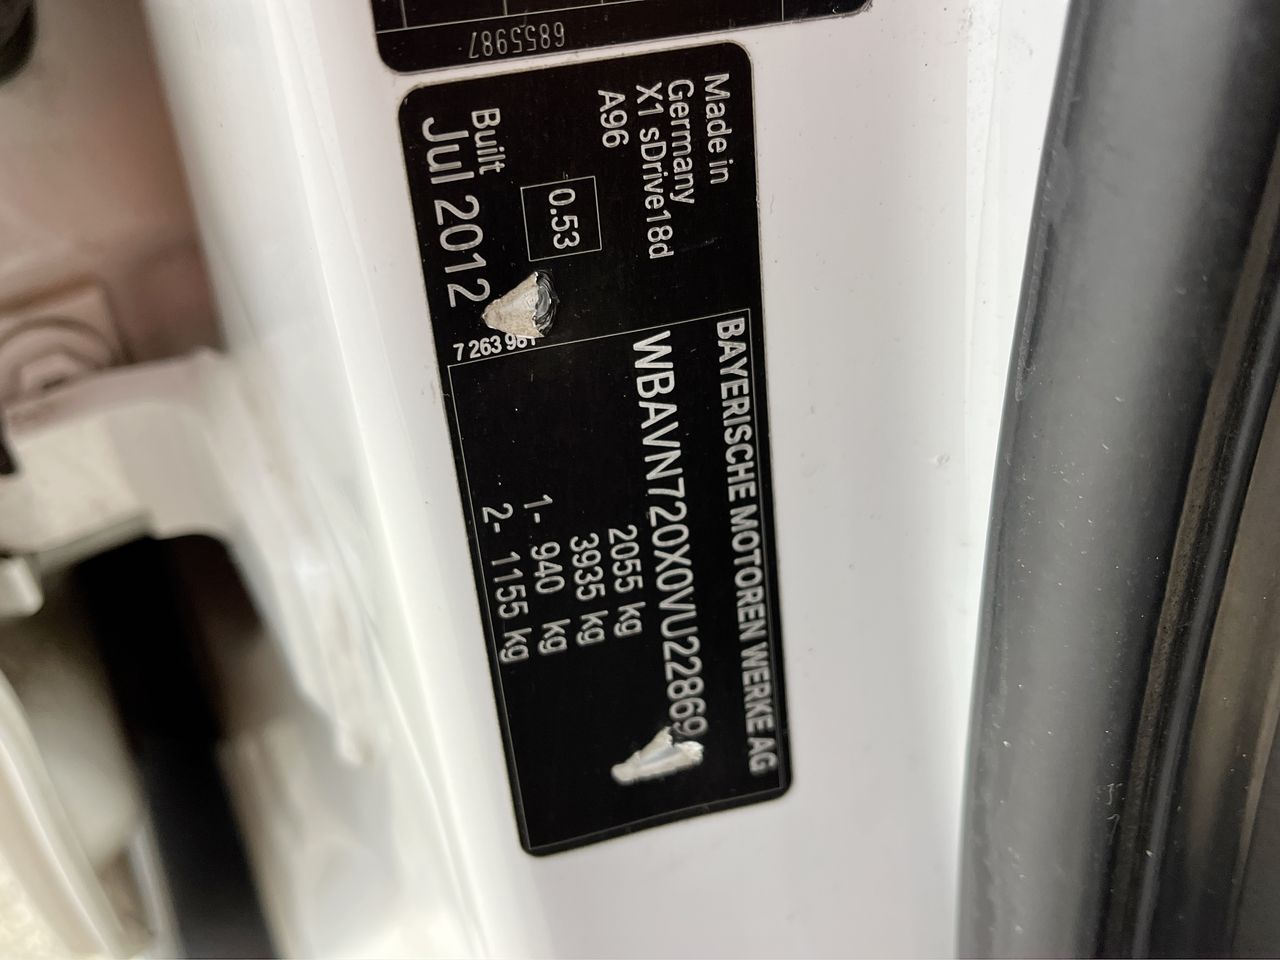 6855987
Made in
Germany
X1 sDrive18d
A96
0.53
Built
Jul 2012
7 263 981
BAYERISCHE MOTOREN WERKE AG
WBAVN720X0VU22869
2055 kg
3935 kg
1- 940 kg
2- 1155 kg